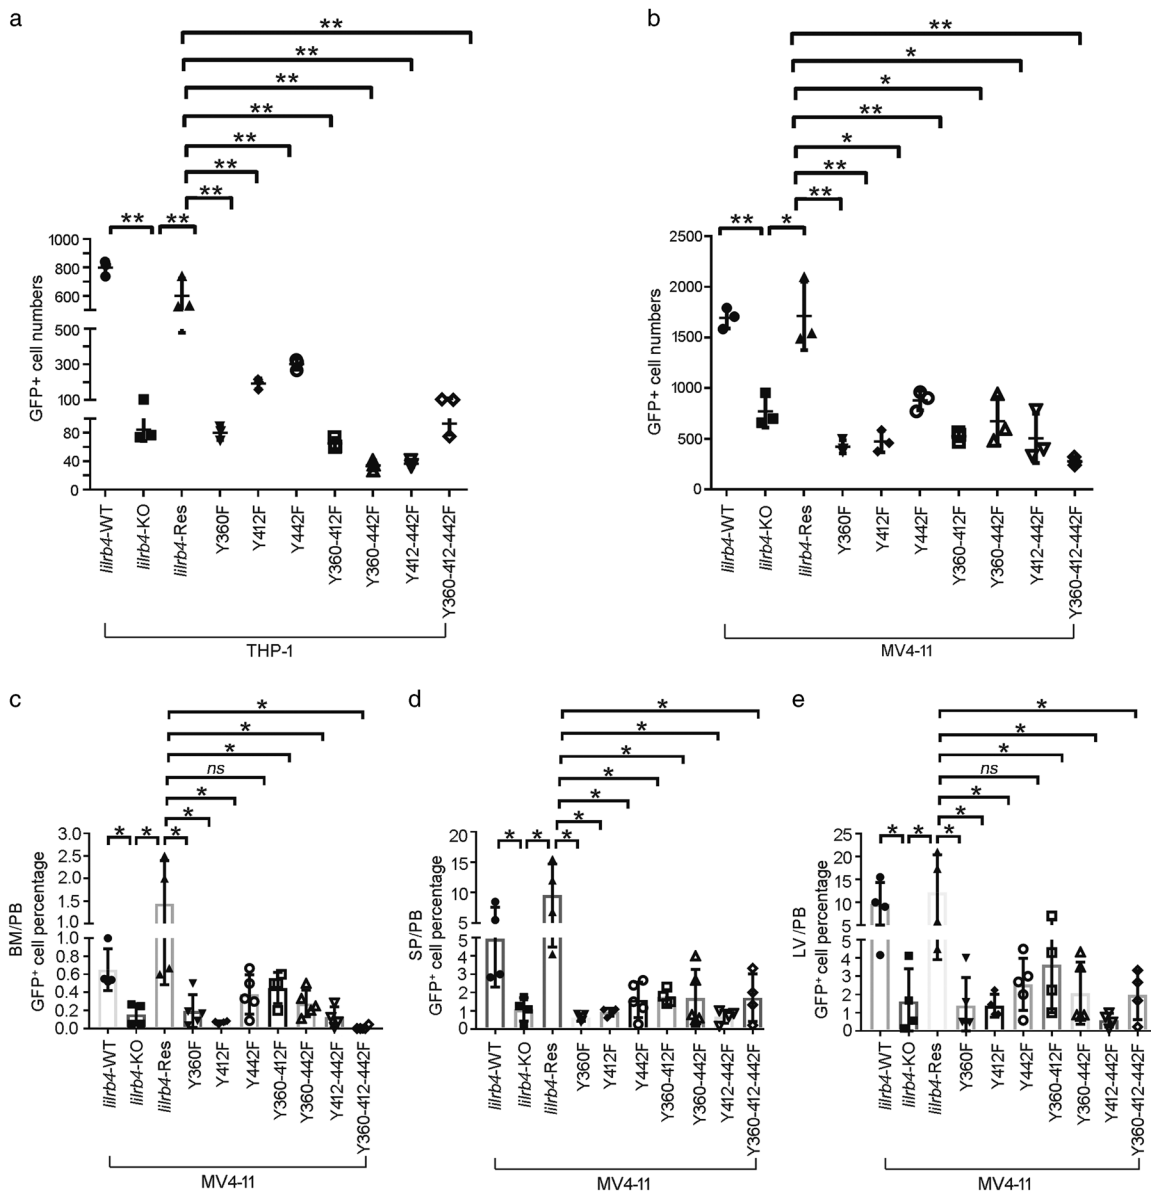 a
**
**
**
**
**
**
**
**
**
GFP+ cell numbers
1000
800
600
500
300
100
80
40
0
lilrb4-WT
lilrb4-KO
lilrb4-Res
Y360F
Y412F
Y442F
Y360-412F
Y360-442F
Y412-442F
Y360-412-442F
THP-1
b
**
*
*
**
*
**
**
**
*
GFP+ cell numbers
2500
2000
1500
1000
500
0
lilrb4-WT
lilrb4-KO
lilrb4-Res
Y360F
Y412F
Y442F
Y360-412F
Y360-442F
Y412-442F
Y360-412-442F
MV4-11
c
*
*
*
ns
*
*
*
*
*
BM/PB
GFP⁺ cell percentage
3.0
2.5
2.0
1.5
1.0
1.0
0.8
0.6
0.4
0.2
0.0
lilrb4-WT
lilrb4-KO
lilrb4-Res
Y360F
Y412F
Y442F
Y360-412F
Y360-442F
Y412-442F
Y360-412-442F
MV4-11
d
*
*
*
*
*
*
*
*
*
SP/PB
GFP⁺ cell percentage
20
15
10
5
5
4
3
2
1
0
lilrb4-WT
lilrb4-KO
lilrb4-Res
Y360F
Y412F
Y442F
Y360-412F
Y360-442F
Y412-442F
Y360-412-442F
MV4-11
e
*
*
*
ns
*
*
*
*
*
LV /PB
GFP⁺ cell percentage
25
20
15
10
5
5
4
3
2
1
0
lilrb4-WT
lilrb4-KO
lilrb4-Res
Y360F
Y412F
Y442F
Y360-412F
Y360-442F
Y412-442F
Y360-412-442F
MV4-11